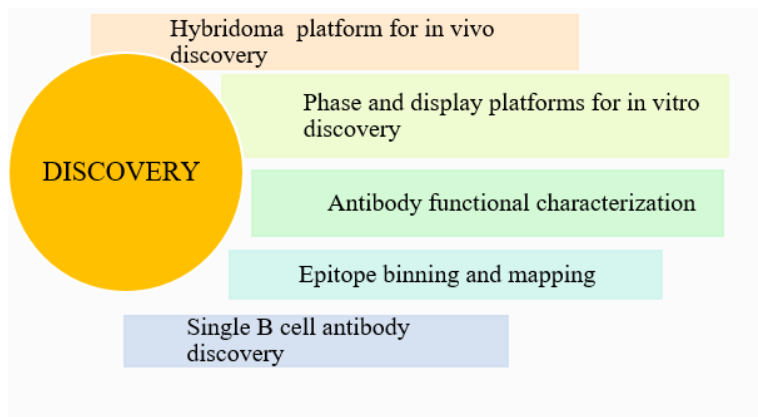 Hybridoma platform for in vivo
discovery
Phase and display platforms for in vitro
discovery
DISCOVERY
Antibody functional characterization
Epitope binning and mapping
Single B cell antibody
discovery